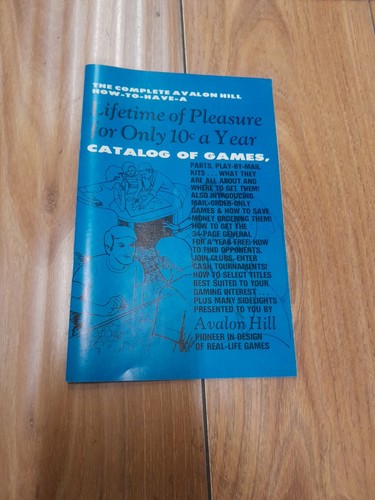 THE COMPLETE AVALON HILL
HOW-TO-HAVE-A
Lifetime of Pleasure
for Only 10¢ a Year
CATALOG OF GAMES,
PARTS, PLAY-BY-MAIL
KITS . . . WHAT THEY
ARE ALL ABOUT AND
WHERE TO GET THEM!
ALSO INTRODUCING
MAIL-ORDER-ONLY
GAMES & HOW TO SAVE
MONEY ORDERING THEM!
HOW TO GET THE
34-PAGE GENERAL
FOR A YEAR FREE! HOW
TO FIND OPPONENTS,
JOIN CLUBS, ENTER
CASH TOURNAMENTS!
HOW TO SELECT TITLES
BEST SUITED TO YOUR
GAMING INTEREST . . .
PLUS MANY SIDELIGHTS
PRESENTED TO YOU BY
Avalon Hill
PIONEER IN DESIGN
OF REAL-LIFE GAMES